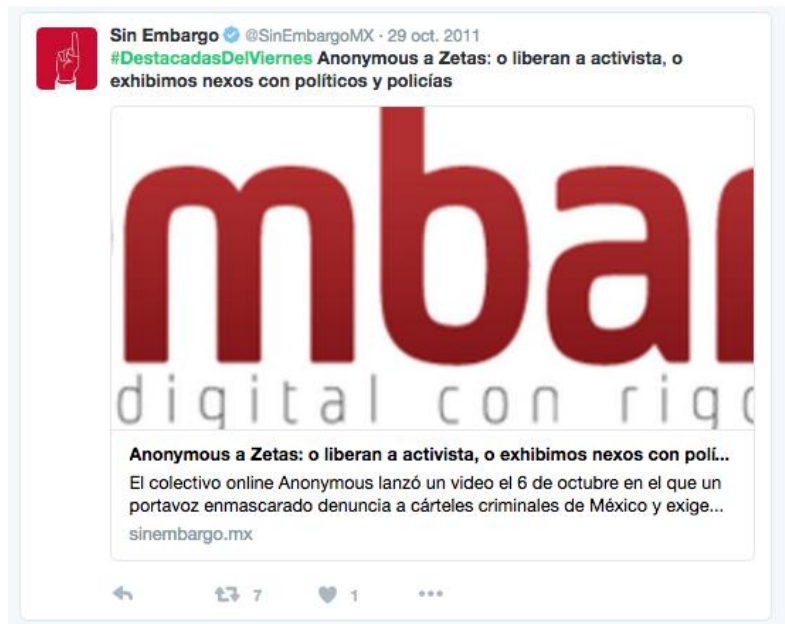 Sin Embargo @SinEmbargoMX · 29 oct. 2011
#DestacadasDelViernes Anonymous a Zetas: o liberan a activista, o
exhibimos nexos con políticos y policías
mbar
digital con rig
Anonymous a Zetas: o liberan a activista, o exhibimos nexos con polí...
El colectivo online Anonymous lanzó un video el 6 de octubre en el que un
portavoz enmascarado denuncia a cárteles criminales de México y exige...
sinembargo.mx
7 1